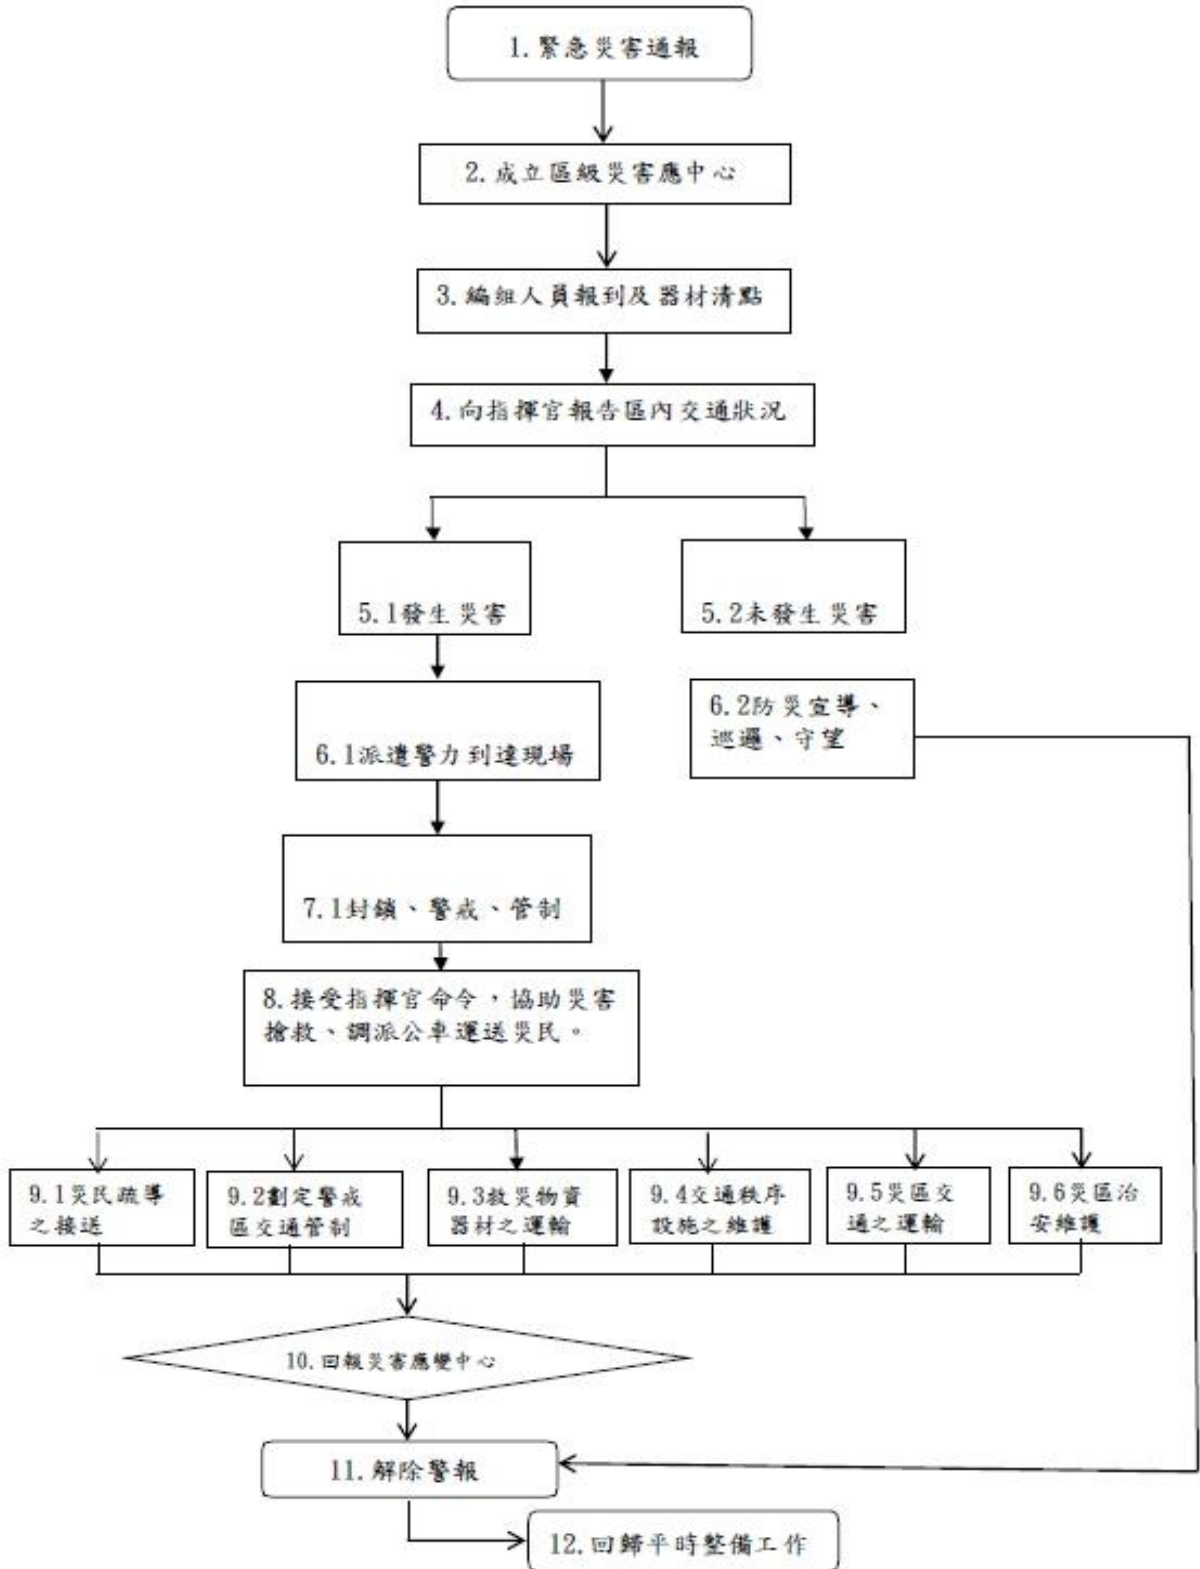 1.緊急災害通報
2.成立區級災害應中心
3.編組人員報到及器材清點
4.向指揮官報告區內交通狀況
5.1發生災害
5.2未發生災害
6.1派遣警力到達現場
6.2防災宣導、
巡邏、守望
7.1封鎖、警戒、管制
8.接受指揮官命令，協助災害
搶救、調派公車運送災民。
9.1災民疏導
之接送
9.2劃定警戒
區交通管制
9.3救災物資
器材之運輸
9.4交通秩序
設施之維護
9.5災區交
通之運輸
9.6災區治
安維護
10.回報災害應變中心
11.解除警報
12.回歸平時整備工作